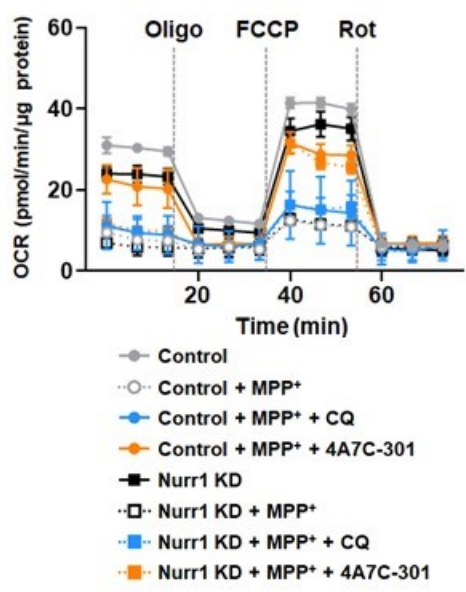 Oligo FCCP Rot
OCR (pmol/min/μg protein)
60
40
20
0
20 40 60
Time (min)
Control
Control + MPP⁺
Control + MPP⁺ + CQ
Control + MPP⁺ + 4A7C-301
Nurr1 KD
Nurr1 KD + MPP⁺
Nurr1 KD + MPP⁺ + CQ
Nurr1 KD + MPP⁺ + 4A7C-301